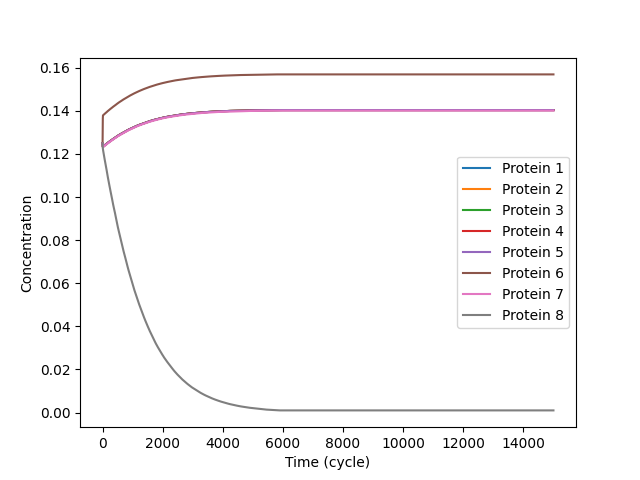 0.16
0.14
0.12
0.10
0.08
0.06
0.04
0.02
0.00
Concentration
Protein 1
Protein 2
Protein 3
Protein 4
Protein 5
Protein 6
Protein 7
Protein 8
0 2000 4000 6000 8000 10000 12000 14000
Time (cycle)